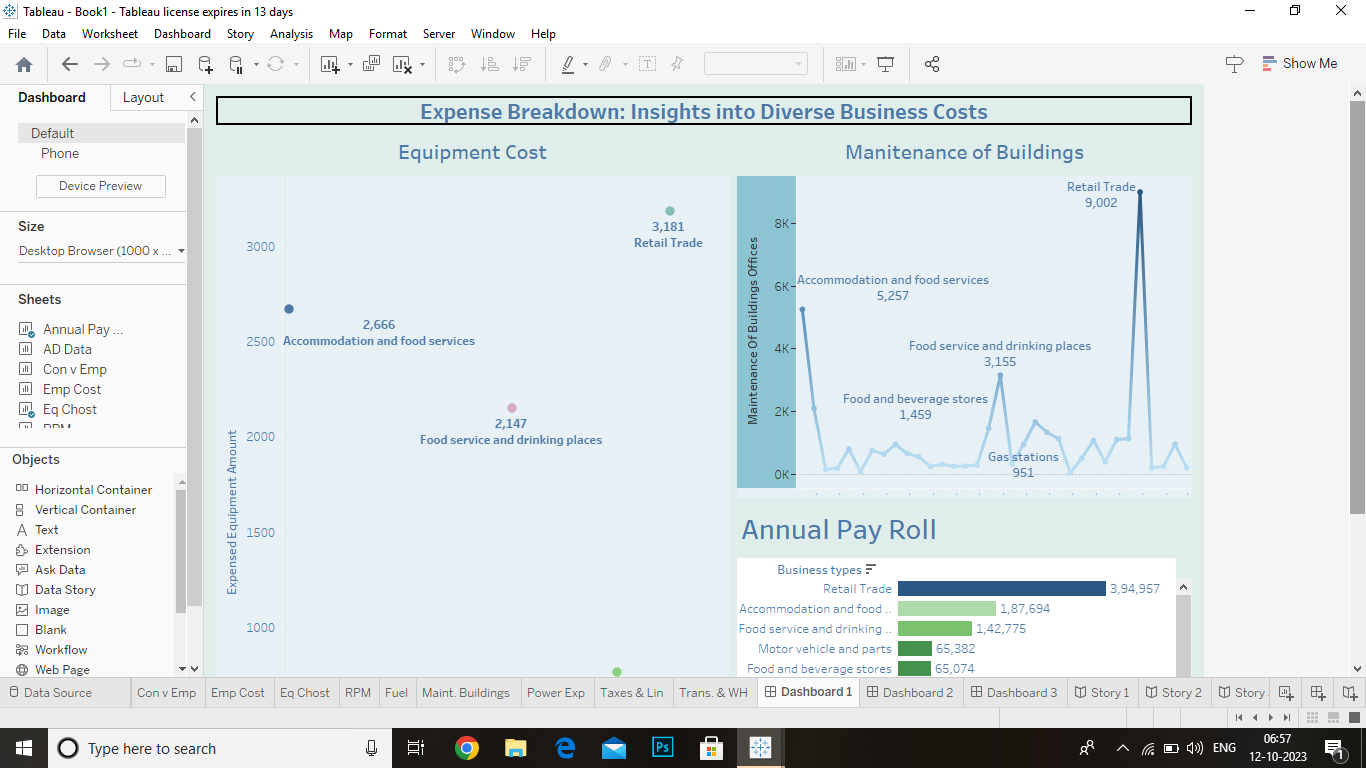 Tableau - Book1 - Tableau license expires in 13 days
File Data Worksheet Dashboard Story Analysis Map Format Server Window Help
Show Me
Dashboard Layout
Default
Phone
Device Preview
Size
Desktop Browser (1000 x ...
Sheets
Annual Pay ...
AD Data
Con v Emp
Emp Cost
Eq Chost
RPM
Objects
Horizontal Container
Vertical Container
Text
Extension
Ask Data
Data Story
Image
Blank
Workflow
Web Page
Expense Breakdown: Insights into Diverse Business Costs
Equipment Cost
Expensed Equipment Amount
3000
2500
2000
1500
1000
3,181
Retail Trade
2,666
Accommodation and food services
2,147
Food service and drinking places
Manitenance of Buildings
Maintenance Of Buildings Offices
8K
6K
4K
2K
0K
Retail Trade
9,002
Accommodation and food services
5,257
Food service and drinking places
3,155
Food and beverage stores
1,459
Gas stations
951
Annual Pay Roll
Business types
Retail Trade 3,94,957
Accommodation and food .. 1,87,694
Food service and drinking .. 1,42,775
Motor vehicle and parts 65,382
Food and beverage stores 65,074
Data Source Con v Emp Emp Cost Eq Chost RPM Fuel Maint. Buildings Power Exp Taxes & Lin Trans. & WH Dashboard 1 Dashboard 2 Dashboard 3 Story 1 Story 2 Story
Type here to search
Ps
ENG
06:57
12-10-2023
1